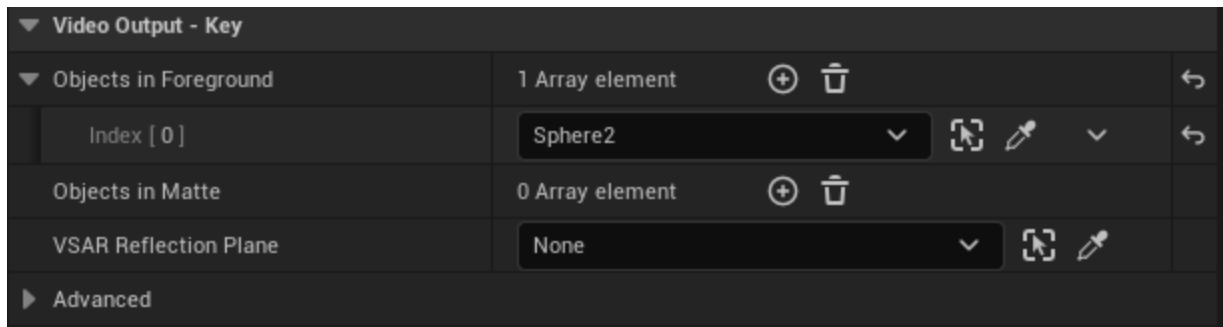 Video Output - Key
Objects in Foreground 1 Array element
Index [ 0 ] Sphere2
Objects in Matte 0 Array element
VSAR Reflection Plane None
Advanced